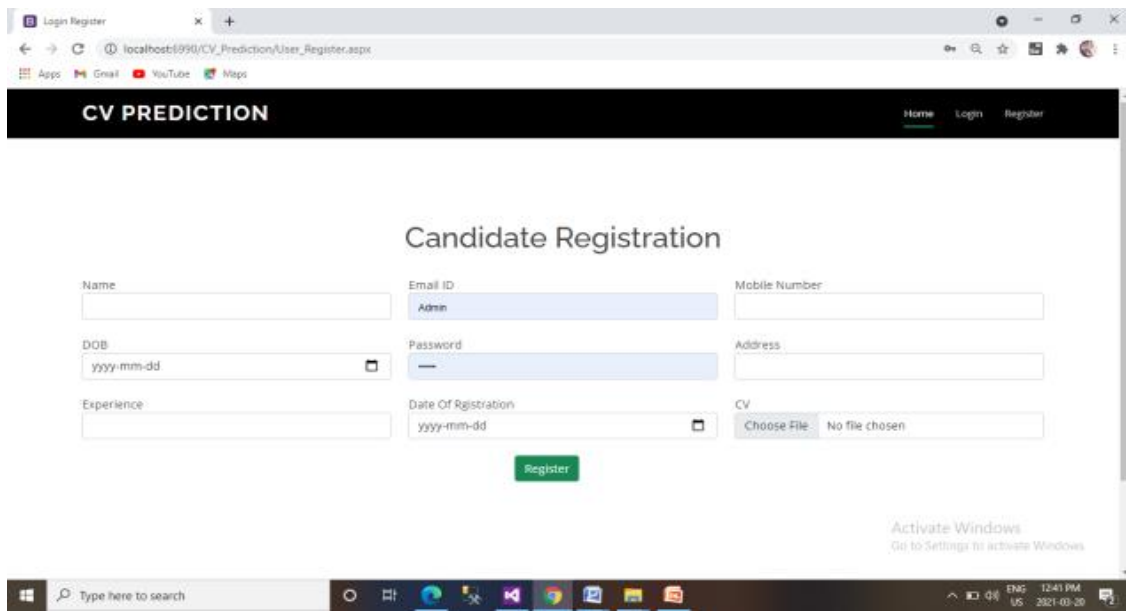 Login Register
localhost:6990/CV_Prediction/User_Register.aspx
Apps Gmail YouTube Maps
CV PREDICTION Home Login Register
Candidate Registration
Name Email ID Mobile Number
Admin
DOB Password Address
yyyy-mm-dd
Experience Date Of Rgistration CV
yyyy-mm-dd Choose File No file chosen
Register
Activate Windows
Go to Settings to activate Windows.
Type here to search ENG 12:41 PM
US 2021-03-20